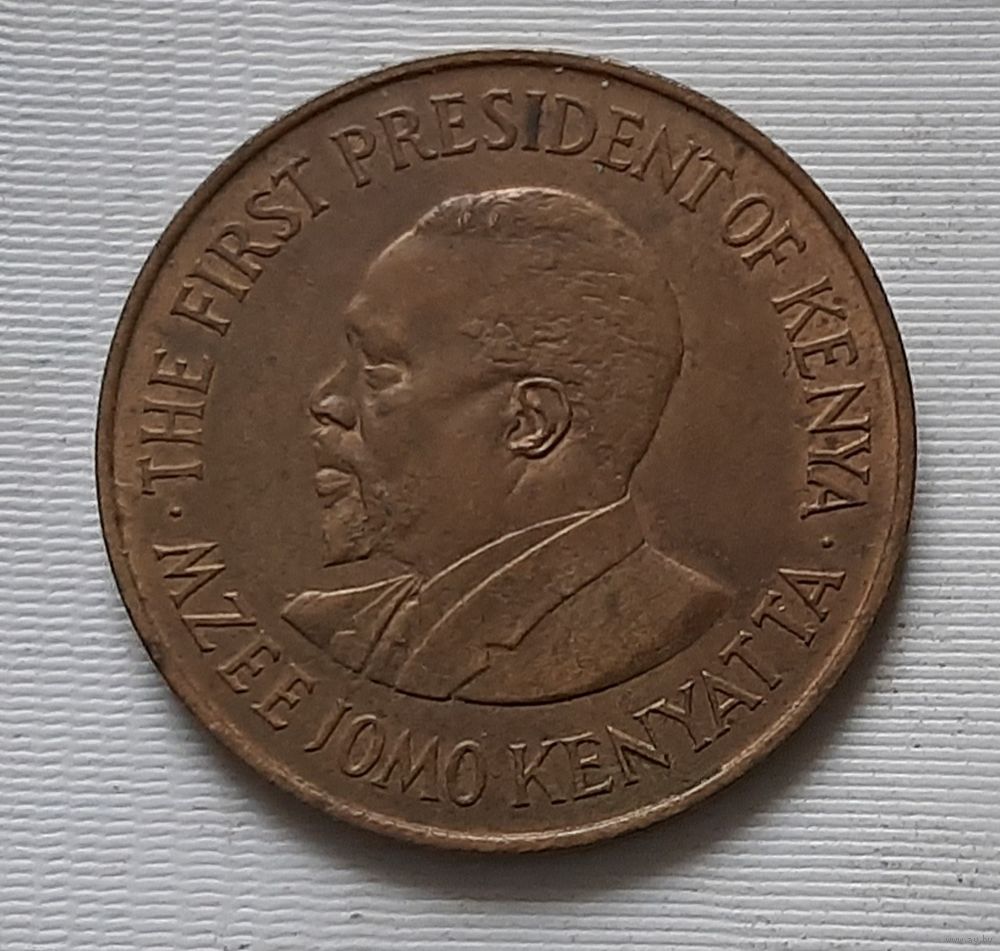 · THE FIRST PRESIDENT OF KENYA ·
MZEE JOMO KENYATTA